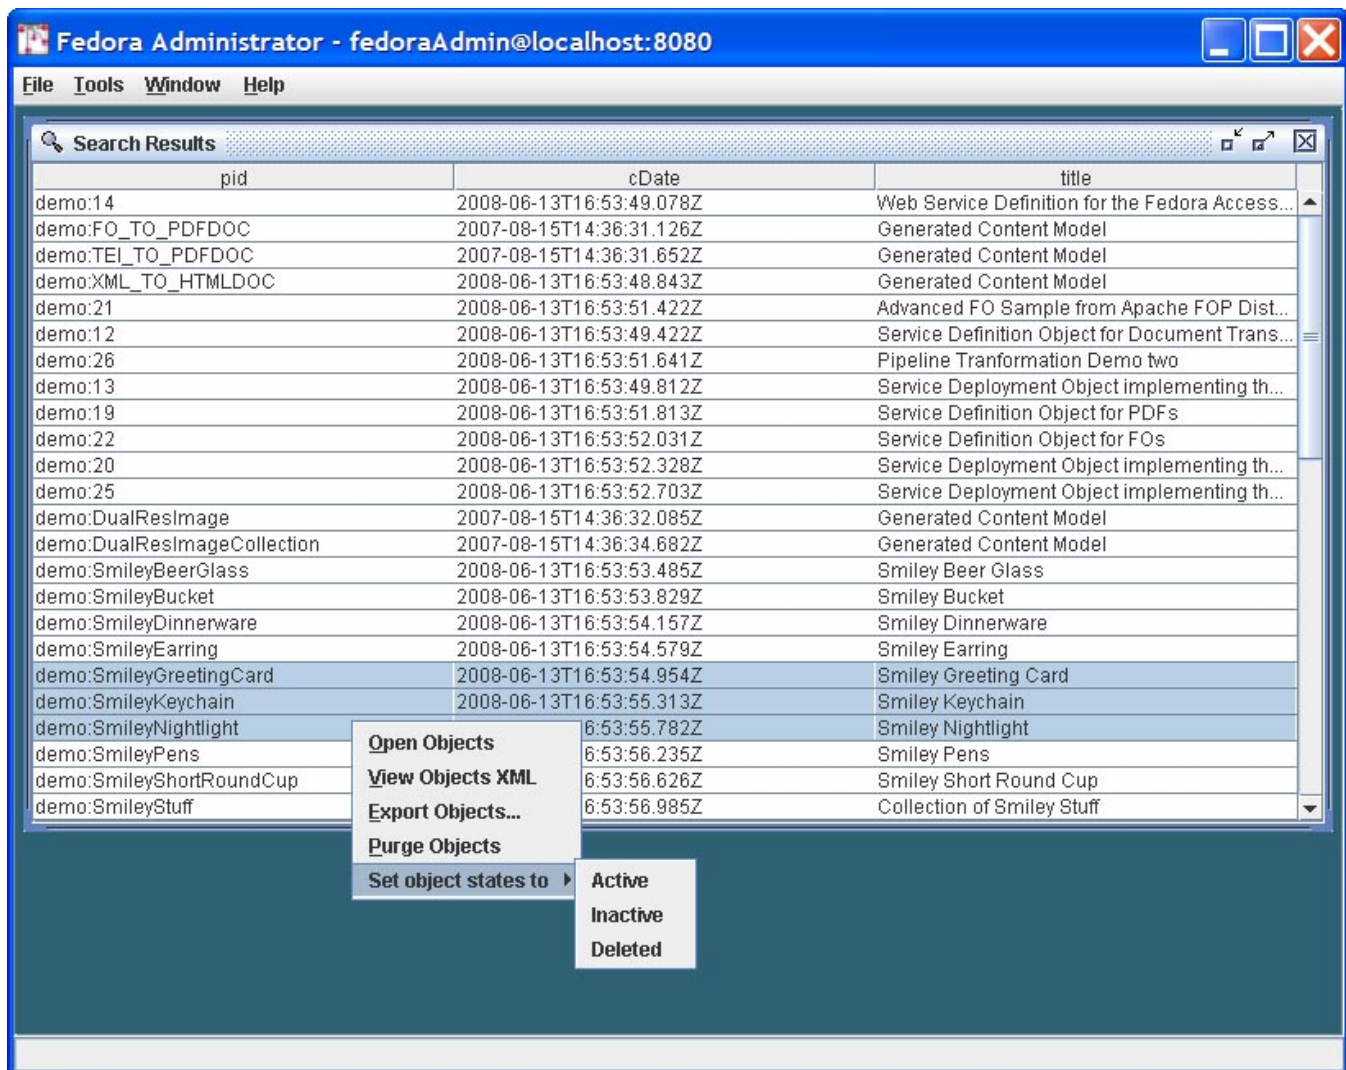 Fedora Administrator - fedoraAdmin@localhost:8080
File Tools Window Help
Search Results
pid cDate title
demo:14 2008-06-13T16:53:49.078Z Web Service Definition for the Fedora Access...
demo:FO_TO_PDFDOC 2007-08-15T14:36:31.126Z Generated Content Model
demo:TEI_TO_PDFDOC 2007-08-15T14:36:31.652Z Generated Content Model
demo:XML_TO_HTMLDOC 2008-06-13T16:53:48.843Z Generated Content Model
demo:21 2008-06-13T16:53:51.422Z Advanced FO Sample from Apache FOP Dist...
demo:12 2008-06-13T16:53:49.422Z Service Definition Object for Document Trans...
demo:26 2008-06-13T16:53:51.641Z Pipeline Tranformation Demo two
demo:13 2008-06-13T16:53:49.812Z Service Deployment Object implementing th...
demo:19 2008-06-13T16:53:51.813Z Service Definition Object for PDFs
demo:22 2008-06-13T16:53:52.031Z Service Definition Object for FOs
demo:20 2008-06-13T16:53:52.328Z Service Deployment Object implementing th...
demo:25 2008-06-13T16:53:52.703Z Service Deployment Object implementing th...
demo:DualResImage 2007-08-15T14:36:32.085Z Generated Content Model
demo:DualResImageCollection 2007-08-15T14:36:34.682Z Generated Content Model
demo:SmileyBeerGlass 2008-06-13T16:53:53.485Z Smiley Beer Glass
demo:SmileyBucket 2008-06-13T16:53:53.829Z Smiley Bucket
demo:SmileyDinnerware 2008-06-13T16:53:54.157Z Smiley Dinnerware
demo:SmileyEarring 2008-06-13T16:53:54.579Z Smiley Earring
demo:SmileyGreetingCard 2008-06-13T16:53:54.954Z Smiley Greeting Card
demo:SmileyKeychain 2008-06-13T16:53:55.313Z Smiley Keychain
demo:SmileyNightlight 6:53:55.782Z Smiley Nightlight
demo:SmileyPens 6:53:56.235Z Smiley Pens
demo:SmileyShortRoundCup 6:53:56.626Z Smiley Short Round Cup
demo:SmileyStuff 6:53:56.985Z Collection of Smiley Stuff
Open Objects
View Objects XML
Export Objects...
Purge Objects
Set object states to
Active
Inactive
Deleted